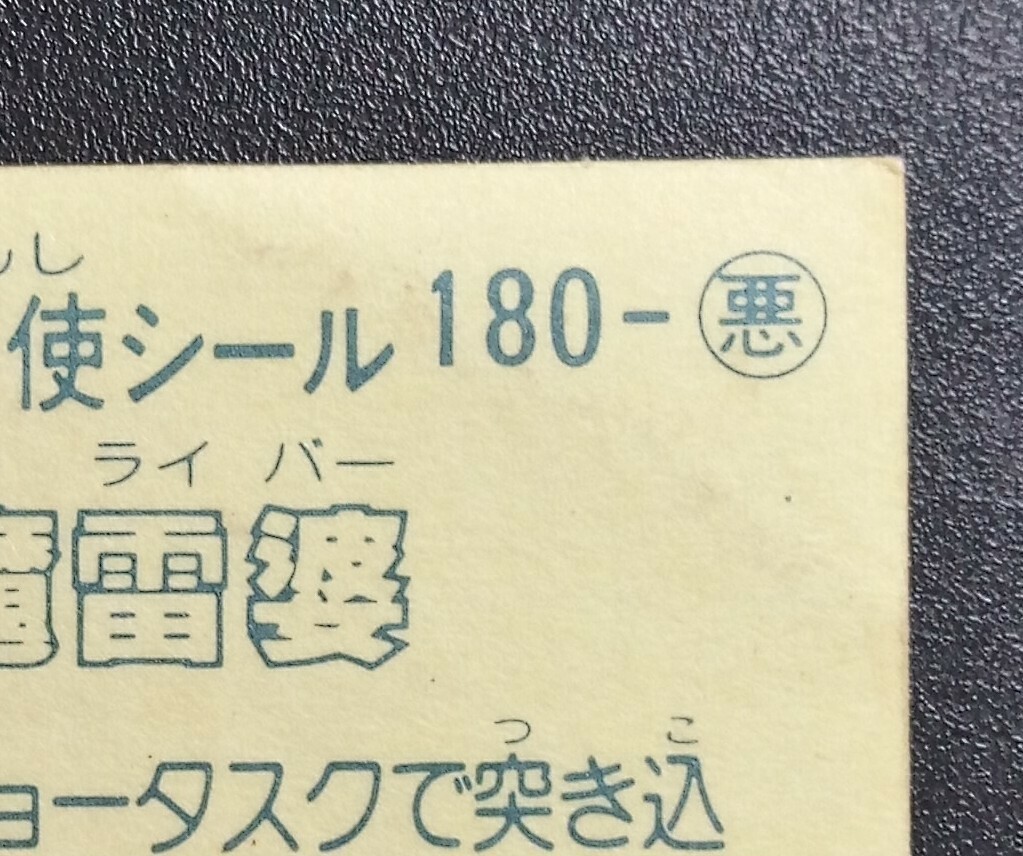 し
使シール 180-悪
ライバー
雷婆
つ こ
ョータスクで突き込